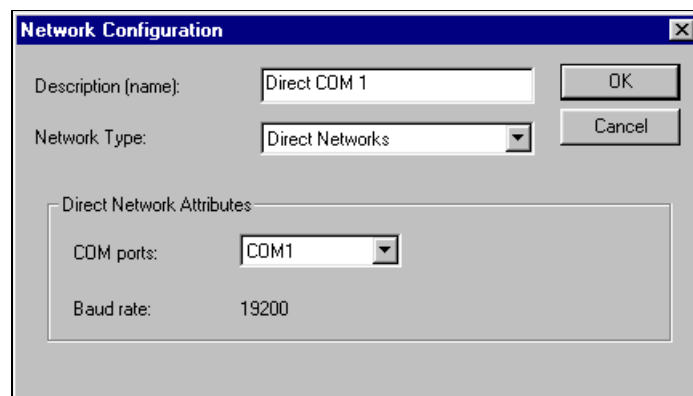 Network Configuration
Description (name): Direct COM 1 OK
Network Type: Direct Networks Cancel
Direct Network Attributes
COM ports: COM1
Baud rate: 19200